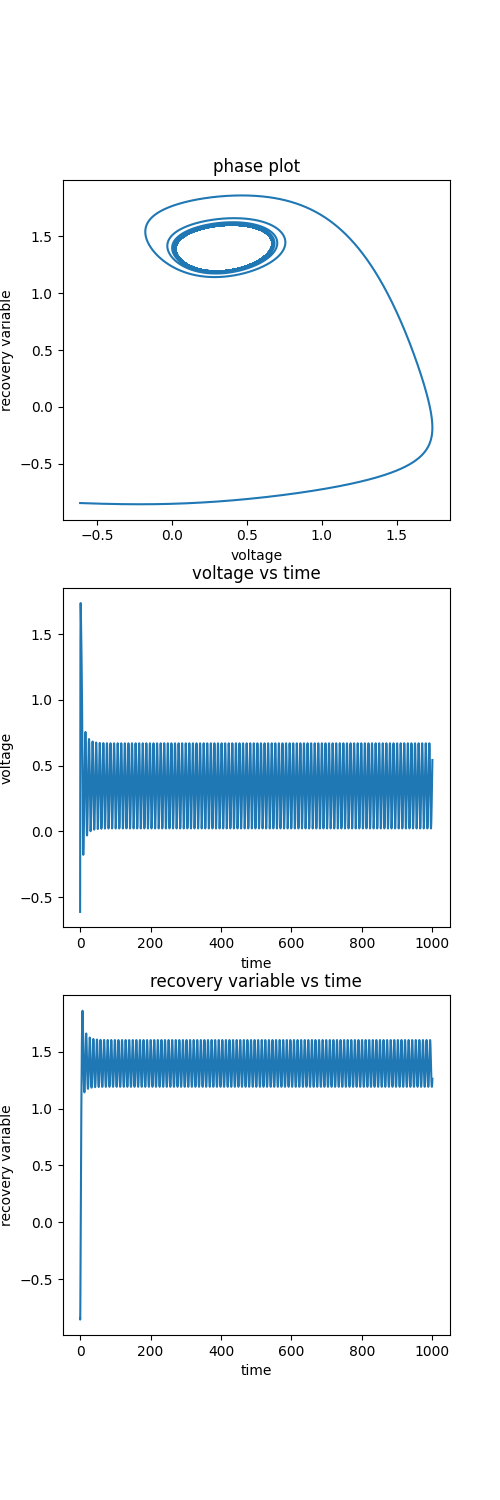 phase plot
1.5
1.0
0.5
0.0
−0.5
recovery variable
−0.5 0.0 0.5 1.0 1.5
voltage
voltage vs time
1.5
1.0
0.5
0.0
−0.5
voltage
0 200 400 600 800 1000
time
recovery variable vs time
1.5
1.0
0.5
0.0
−0.5
recovery variable
0 200 400 600 800 1000
time